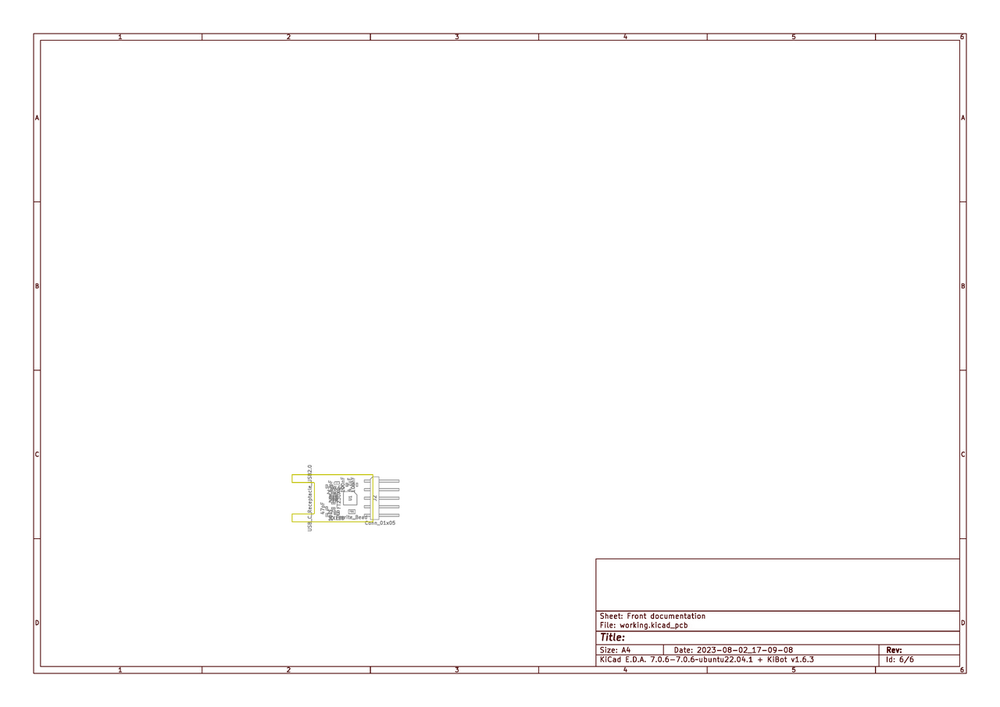 1 2 3 4 5 6
A A
B B
C C
USB_C_Receptacle_USB2.0
U1
Conn_01x05
D D
Sheet: Front documentation
File: working.kicad_pcb
Title:
Size: A4 Date: 2023-08-02_17-09-08 Rev:
KiCad E.D.A. 7.0.6-7.0.6-ubuntu22.04.1 + KiBot v1.6.3 Id: 6/6
1 2 3 4 5 6